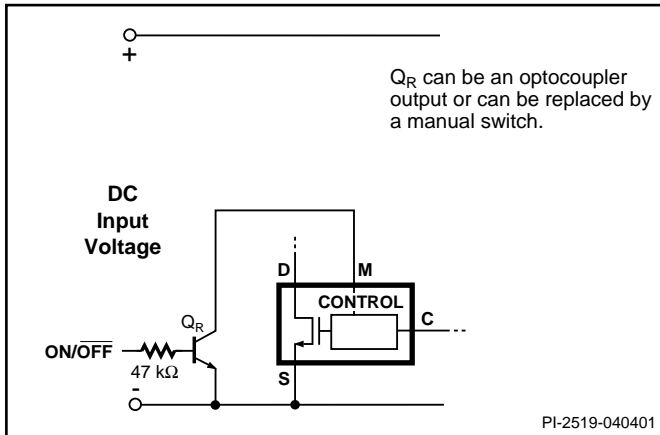 +
QR can be an optocoupler
output or can be replaced by
a manual switch.
DC
Input
Voltage
D
M
CONTROL
C
QR
ON/OFF
47 kΩ
S
-
PI-2519-040401